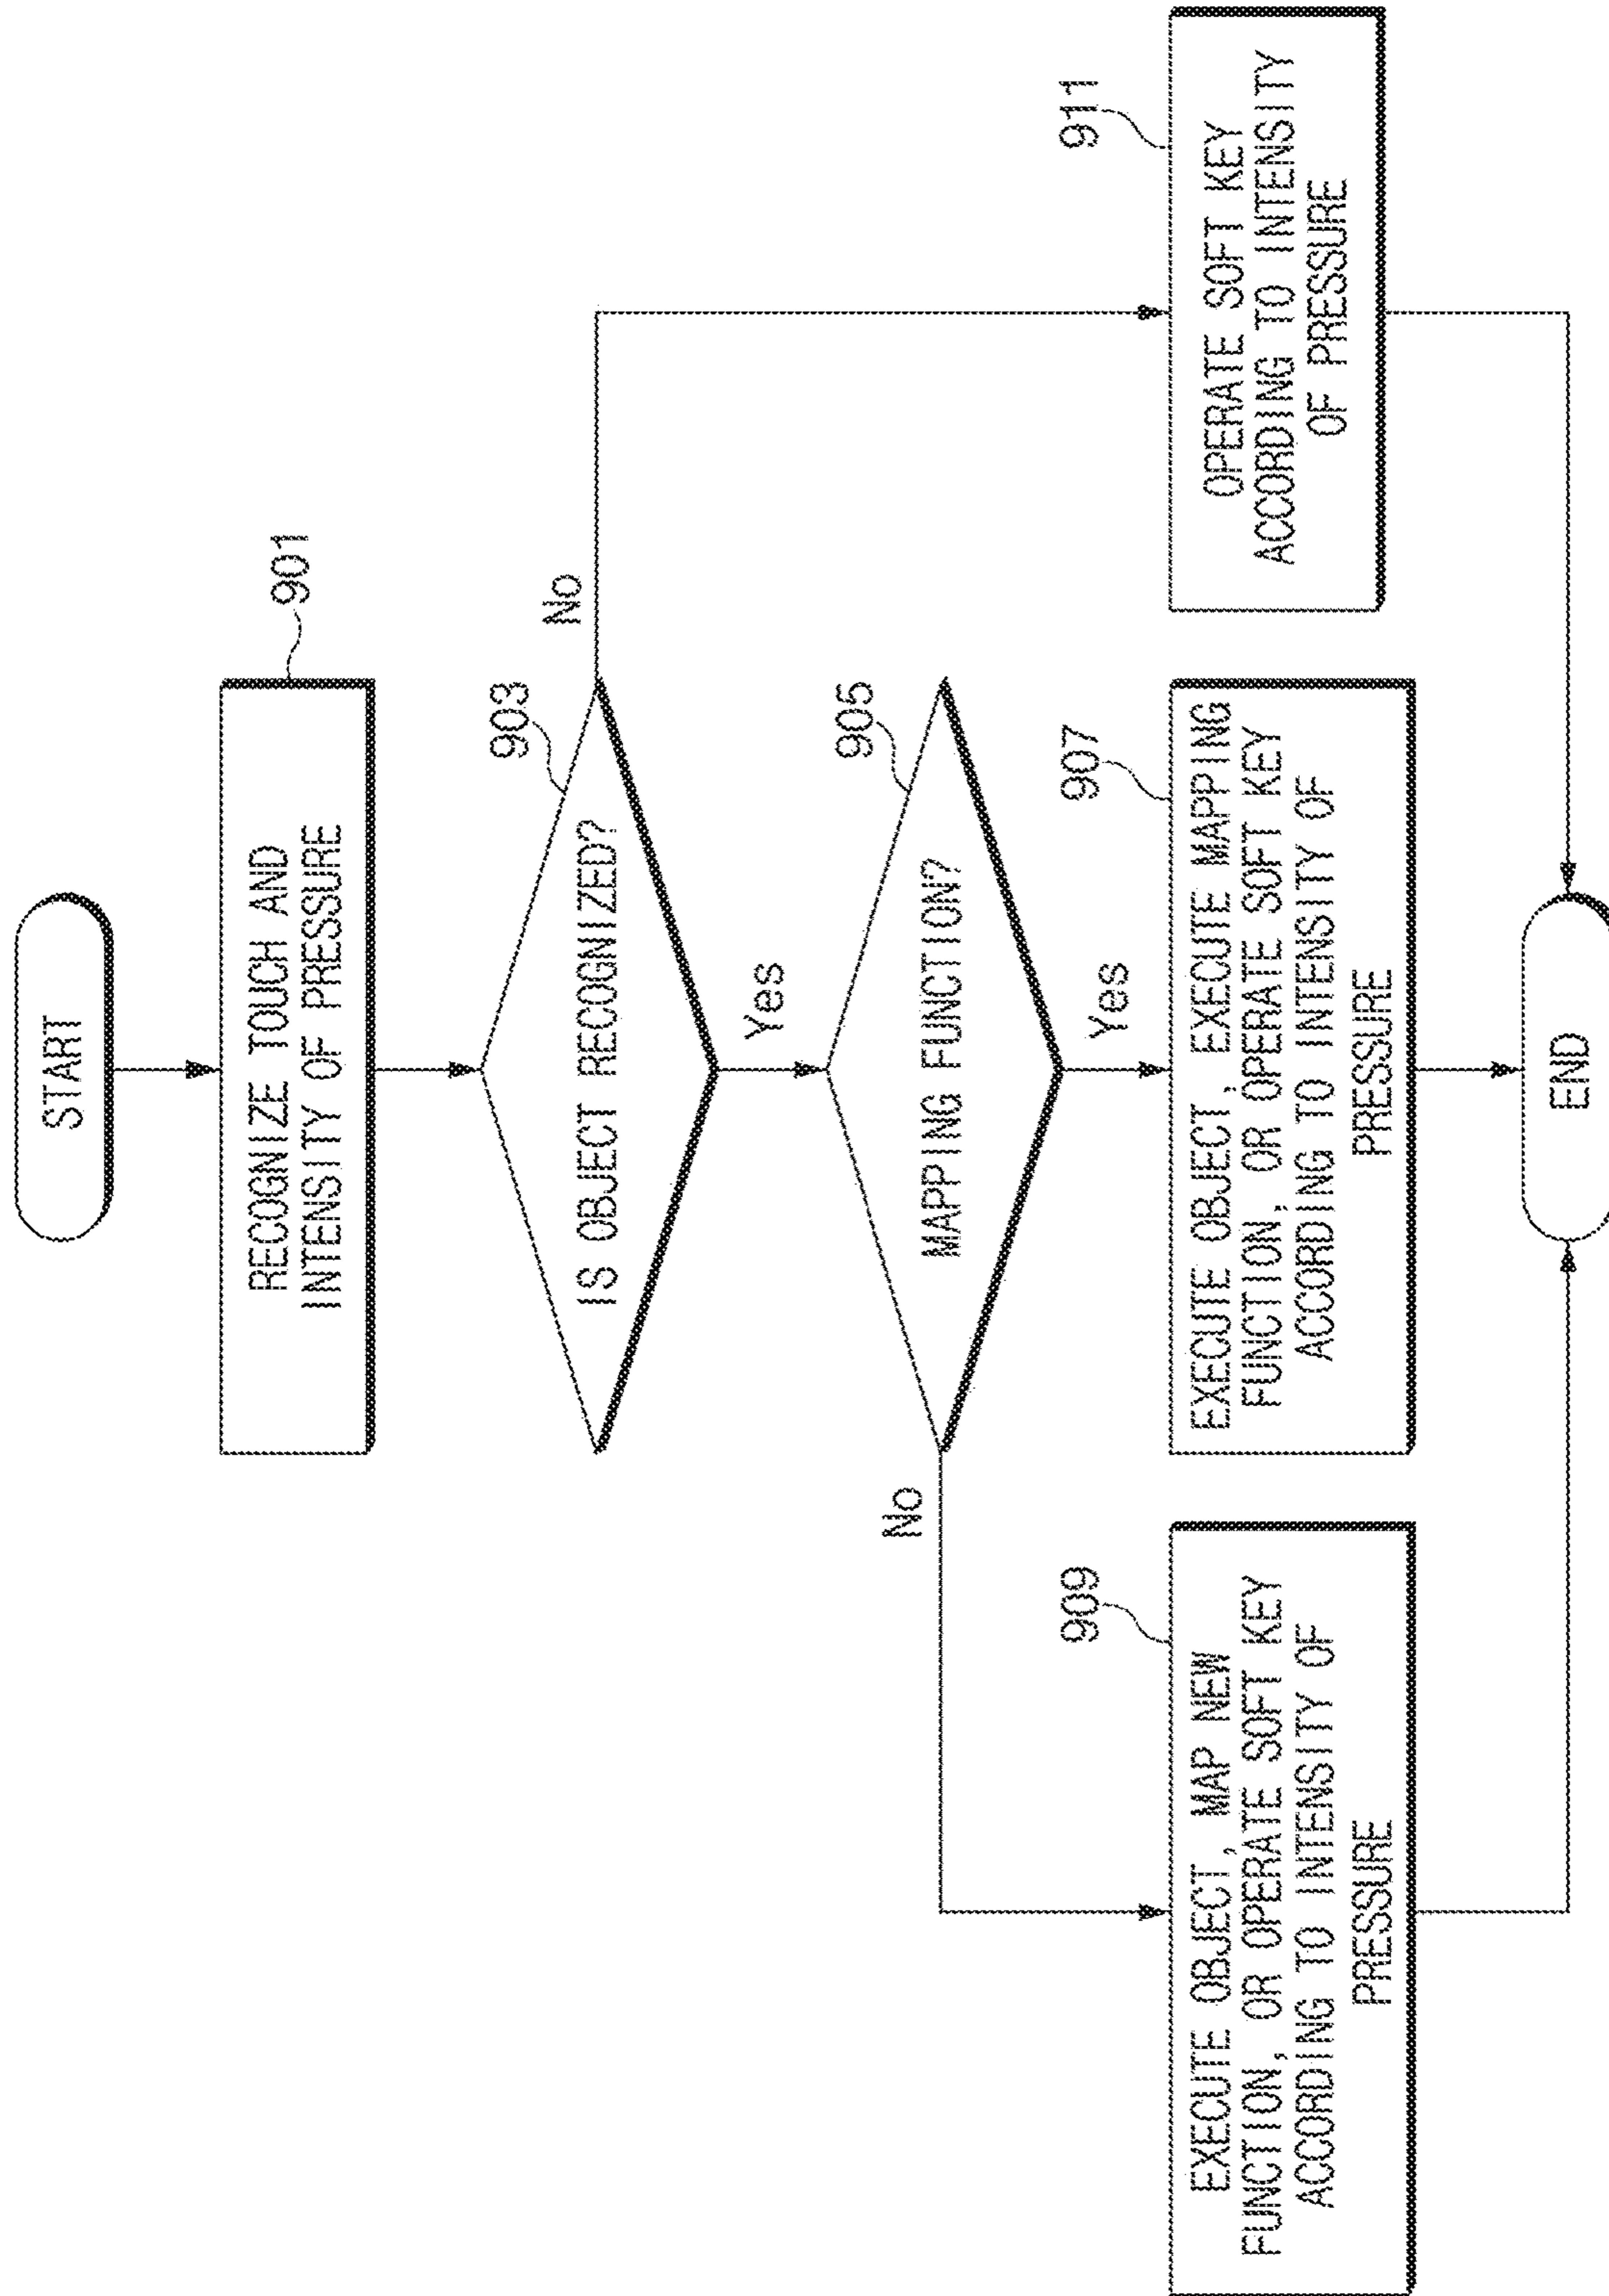 START
901
RECOGNIZE TOUCH AND
INTENSITY OF PRESSURE
903
IS OBJECT RECOGNIZED?
No
Yes
905
MAPPING FUNCTION?
No
Yes
909
EXECUTE OBJECT, MAP NEW
FUNCTION, OR OPERATE SOFT KEY
ACCORDING TO INTENSITY OF
PRESSURE
907
EXECUTE OBJECT, EXECUTE MAPPING
FUNCTION, OR OPERATE SOFT KEY
ACCORDING TO INTENSITY OF
PRESSURE
911
OPERATE SOFT KEY
ACCORDING TO INTENSITY
OF PRESSURE
END